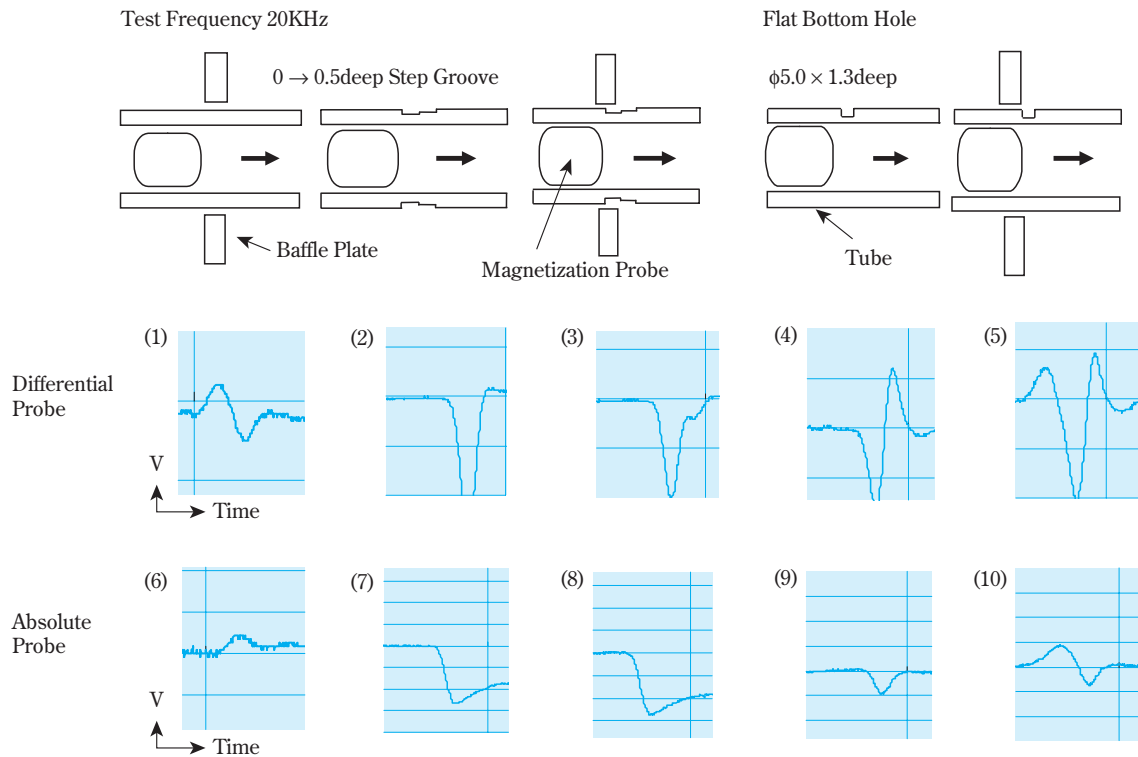 Test Frequency 20KHz
Flat Bottom Hole
0 → 0.5deep Step Groove
ϕ5.0 × 1.3deep
Baffle Plate
Magnetization Probe
Tube
(1)
(2)
(3)
(4)
(5)
Differential
Probe
V
Time
(6)
(7)
(8)
(9)
(10)
Absolute
Probe
V
Time